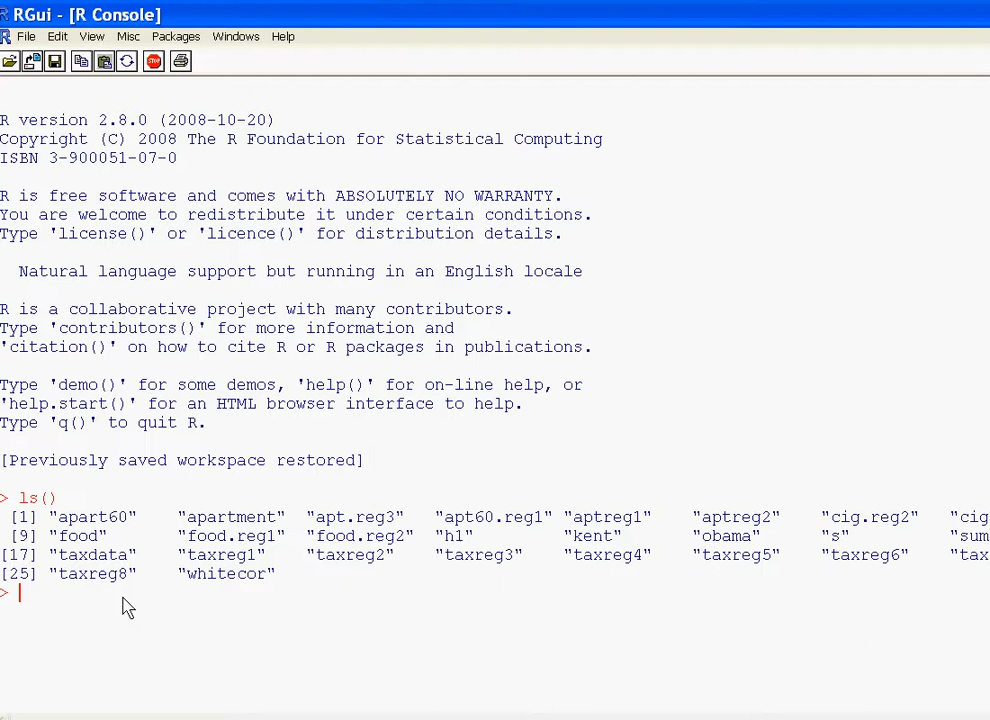 RGui - [R Console]
File Edit View Misc Packages Windows Help
STOP
R version 2.8.0 (2008-10-20)
Copyright (C) 2008 The R Foundation for Statistical Computing
ISBN 3-900051-07-0
R is free software and comes with ABSOLUTELY NO WARRANTY.
You are welcome to redistribute it under certain conditions.
Type 'license()' or 'licence()' for distribution details.
Natural language support but running in an English locale
R is a collaborative project with many contributors.
Type 'contributors()' for more information and
'citation()' on how to cite R or R packages in publications.
Type 'demo()' for some demos, 'help()' for on-line help, or
'help.start()' for an HTML browser interface to help.
Type 'q()' to quit R.
[Previously saved workspace restored]
> ls()
[1] "apart60" "apartment" "apt.reg3" "apt60.reg1" "aptreg1" "aptreg2" "cig.reg2" "cig
[9] "food" "food.reg1" "food.reg2" "h1" "kent" "obama" "s" "sum
[17] "taxdata" "taxreg1" "taxreg2" "taxreg3" "taxreg4" "taxreg5" "taxreg6" "tax
[25] "taxreg8" "whitecor"
>